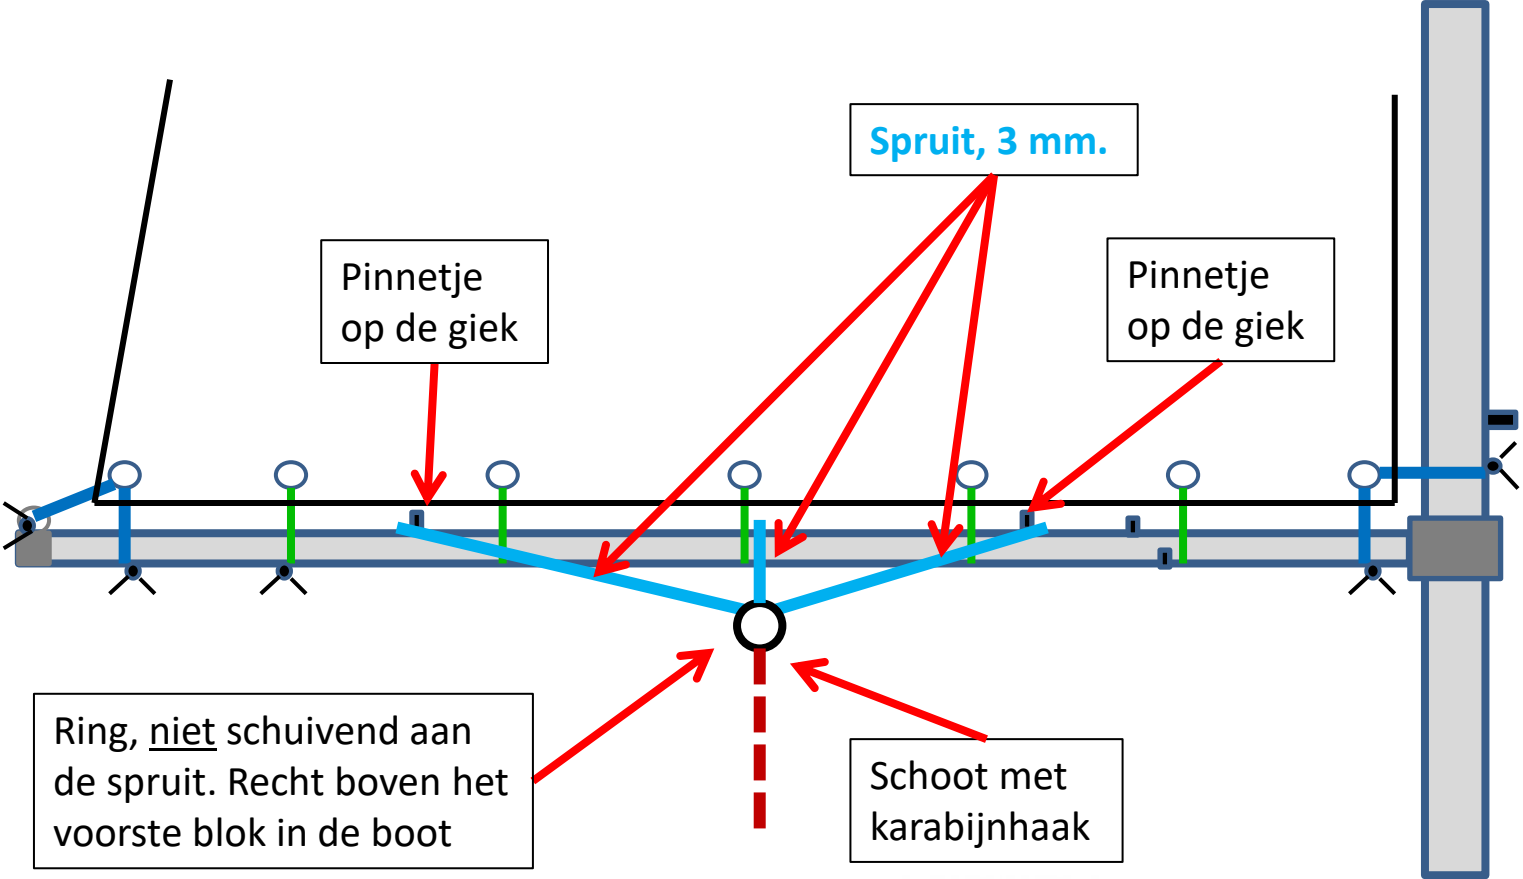 Spruit, 3 mm.
Pinnetje
op de giek
Pinnetje
op de giek
Ring, niet schuivend aan
de spruit. Recht boven het
voorste blok in de boot
Schoot met
karabijnhaak